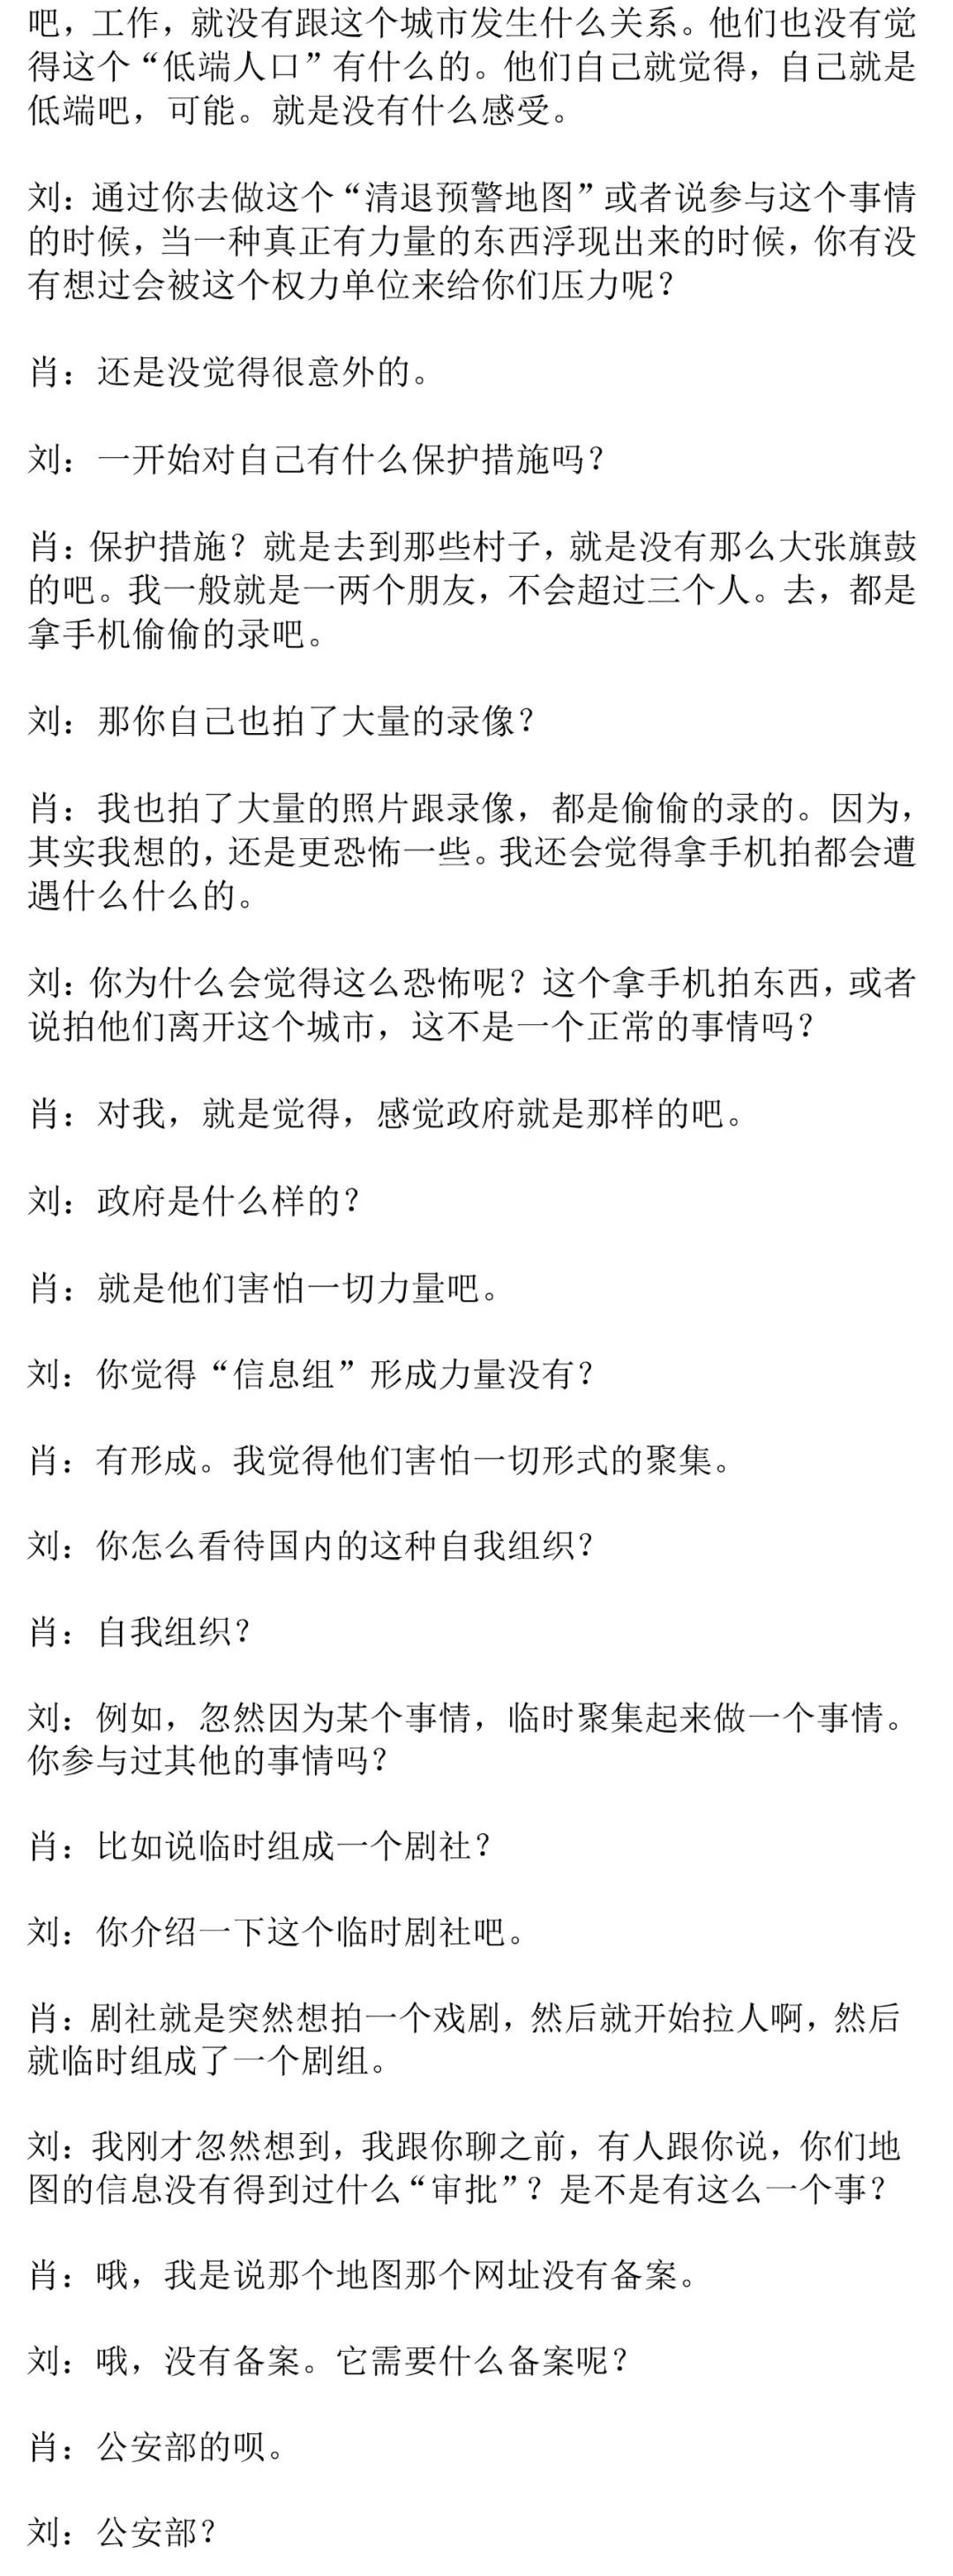 吧，工作，就没有跟这个城市发生什么关系。他们也没有觉
得这个“低端人口”有什么的。他们自己就觉得，自己就是
低端吧，可能。就是没有什么感受。
刘：通过你去做这个“清退预警地图”或者说参与这个事情
的时候，当一种真正有力量的东西浮现出来的时候，你有没
有想过会被这个权力单位来给你们压力呢？
肖：还是没觉得很意外的。
刘：一开始对自己有什么保护措施吗？
肖：保护措施？就是去到那些村子，就是没有那么大张旗鼓
的吧。我一般就是一两个朋友，不会超过三个人。去，都是
拿手机偷偷的录吧。
刘：那你自己也拍了大量的录像？
肖：我也拍了大量的照片跟录像，都是偷偷的录的。因为，
其实我想的，还是更恐怖一些。我还会觉得拿手机拍都会遭
遇什么什么的。
刘：你为什么会觉得这么恐怖呢？这个拿手机拍东西，或者
说拍他们离开这个城市，这不是一个正常的事情吗？
肖：对我，就是觉得，感觉政府就是那样的吧。
刘：政府是什么样的？
肖：就是他们害怕一切力量吧。
刘：你觉得“信息组”形成力量没有？
肖：有形成。我觉得他们害怕一切形式的聚集。
刘：你怎么看待国内的这种自我组织？
肖：自我组织？
刘：例如，忽然因为某个事情，临时聚集起来做一个事情。
你参与过其他的事情吗？
肖：比如说临时组成一个剧社？
刘：你介绍一下这个临时剧社吧。
肖：剧社就是突然想拍一个戏剧，然后就开始拉人啊，然后
就临时组成了一个剧组。
刘：我刚才忽然想到，我跟你聊之前，有人跟你说，你们地
图的信息没有得到过什么“审批”？是不是有这么一个事？
肖：哦，我是说那个地图那个网址没有备案。
刘：哦，没有备案。它需要什么备案呢？
肖：公安部的呗。
刘：公安部？